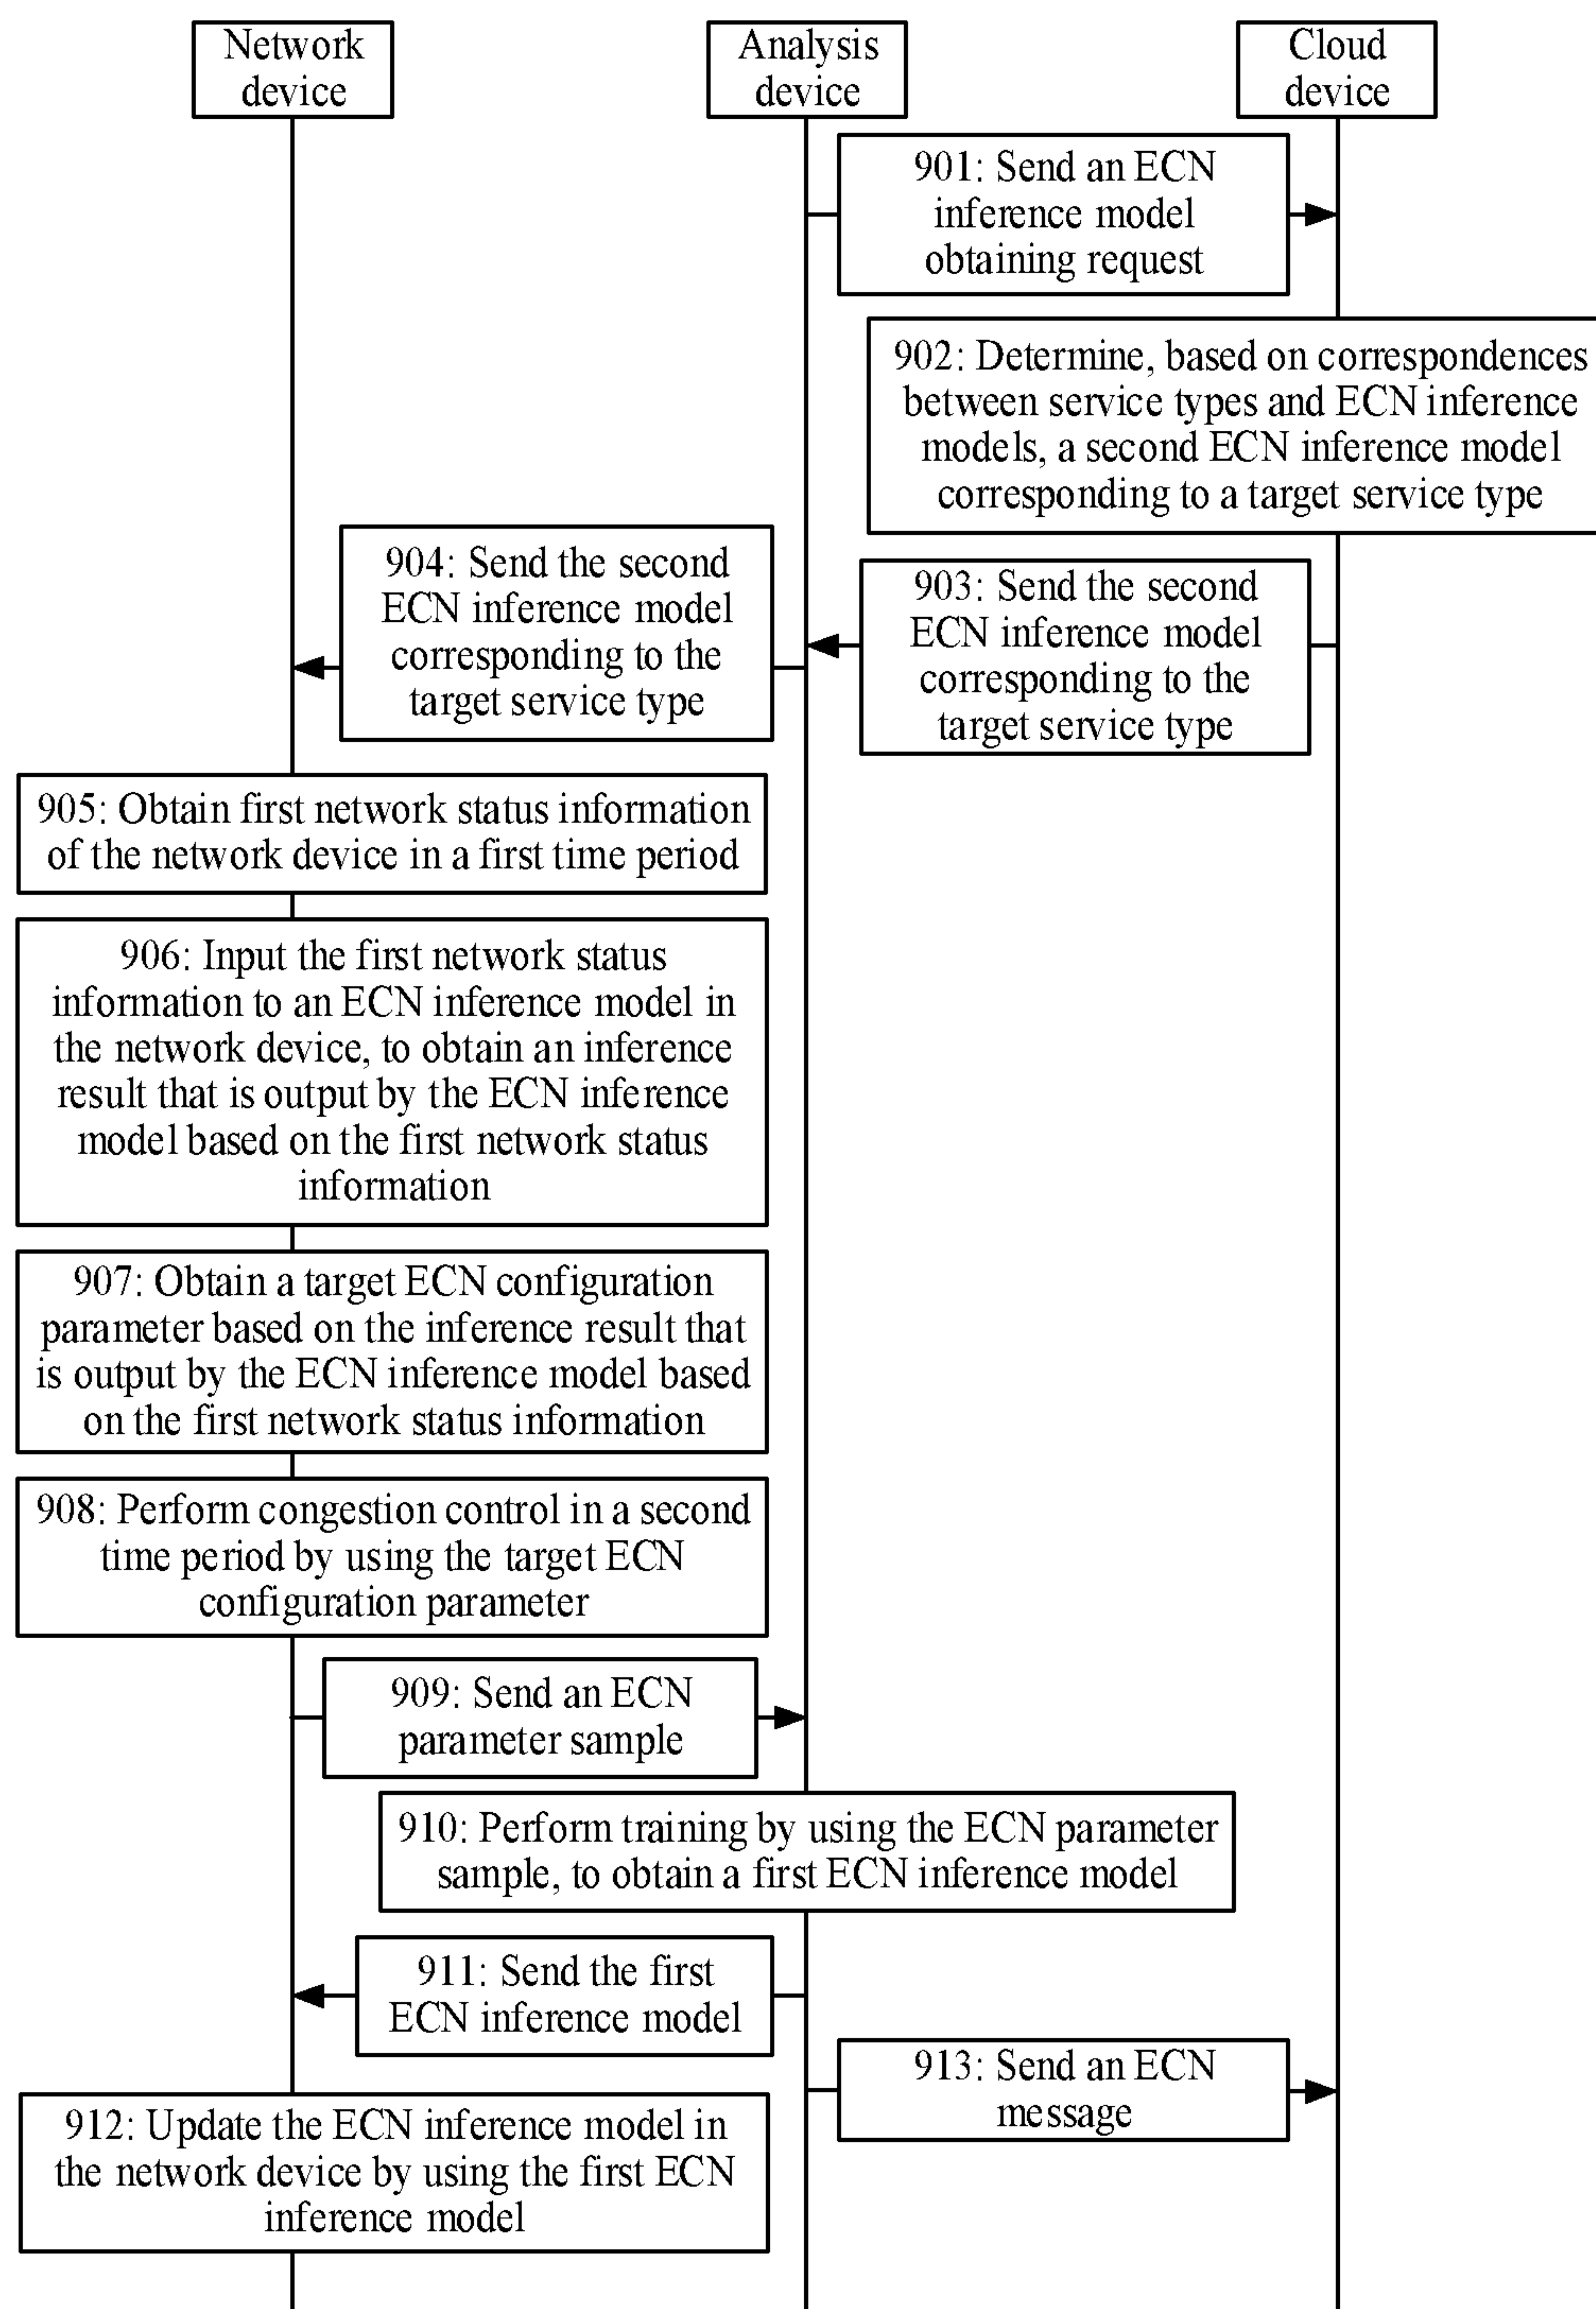 Network
device
Analysis
device
Cloud
device
901: Send an ECN
inference model
obtaining request
902: Determine, based on correspondences
between service types and ECN inference
models, a second ECN inference model
corresponding to a target service type
903: Send the second
ECN inference model
corresponding to the
target service type
904: Send the second
ECN inference model
corresponding to the
target service type
905: Obtain first network status information
of the network device in a first time period
906: Input the first network status
information to an ECN inference model in
the network device, to obtain an inference
result that is output by the ECN inference
model based on the first network status
information
907: Obtain a target ECN configuration
parameter based on the inference result that
is output by the ECN inference model based
on the first network status information
908: Perform congestion control in a second
time period by using the target ECN
configuration parameter
909: Send an ECN
parameter sample
910: Perform training by using the ECN parameter
sample, to obtain a first ECN inference model
911: Send the first
ECN inference model
912: Update the ECN inference model in
the network device by using the first ECN
inference model
913: Send an ECN
message